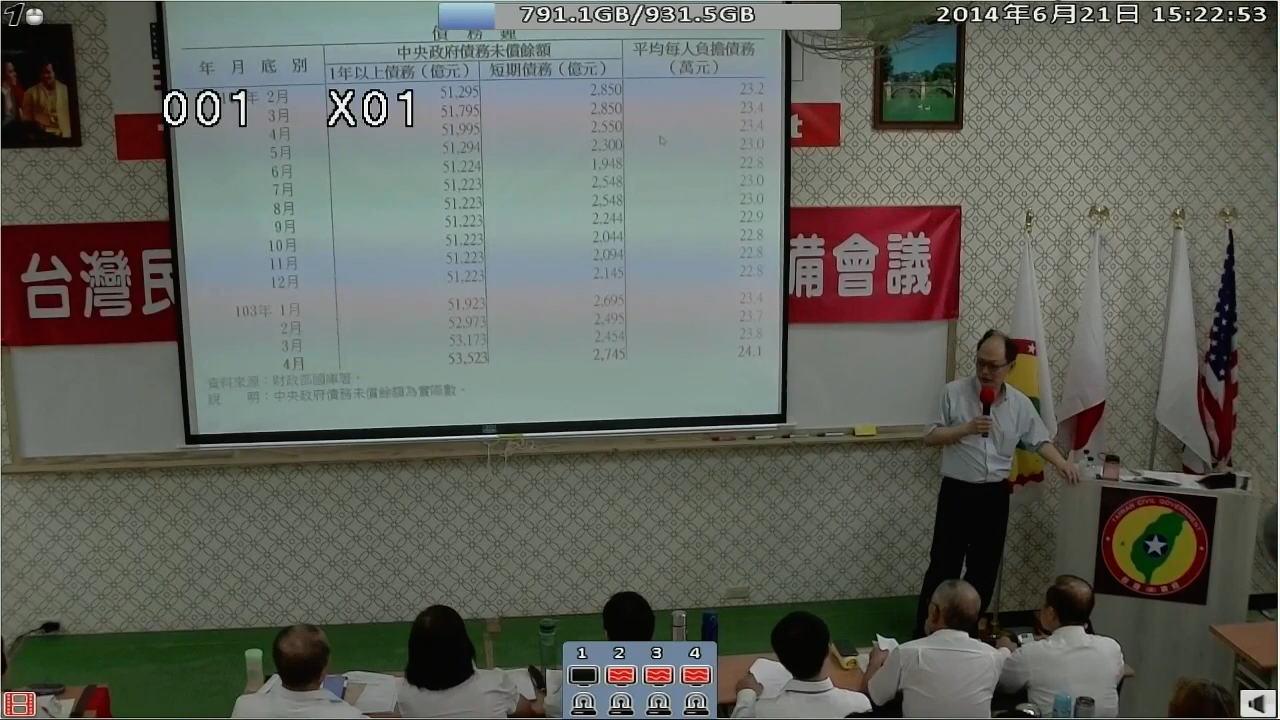 791.1GB/931.5GB
2014年6月21日 15:22:53
債務鐘
年月底別 中央政府債務未償餘額 平均每人負擔債務（萬元）
1年以上債務（億元） 短期債務（億元）
001 X01
年 2月 51,295 2,850 23.2
3月 51,795 2,850 23.4
4月 51,995 2,550 23.4
5月 51,294 2,300 23.0
6月 51,224 1,948 22.8
7月 51,223 2,548 23.0
8月 51,223 2,548 23.0
9月 51,223 2,244 22.9
10月 51,223 2,044 22.8
11月 51,223 2,094 22.8
12月 51,223 2,145 22.8
103年 1月 51,923 2,695 23.4
2月 52,973 2,495 23.7
3月 53,173 2,454 23.8
4月 53,523 2,745 24.1
資料來源：財政部國庫署。
說明：中央政府債務未償餘額為實際數。
台灣民 備會議
TAIWAN CIVIL GOVERNMENT
1 2 3 4